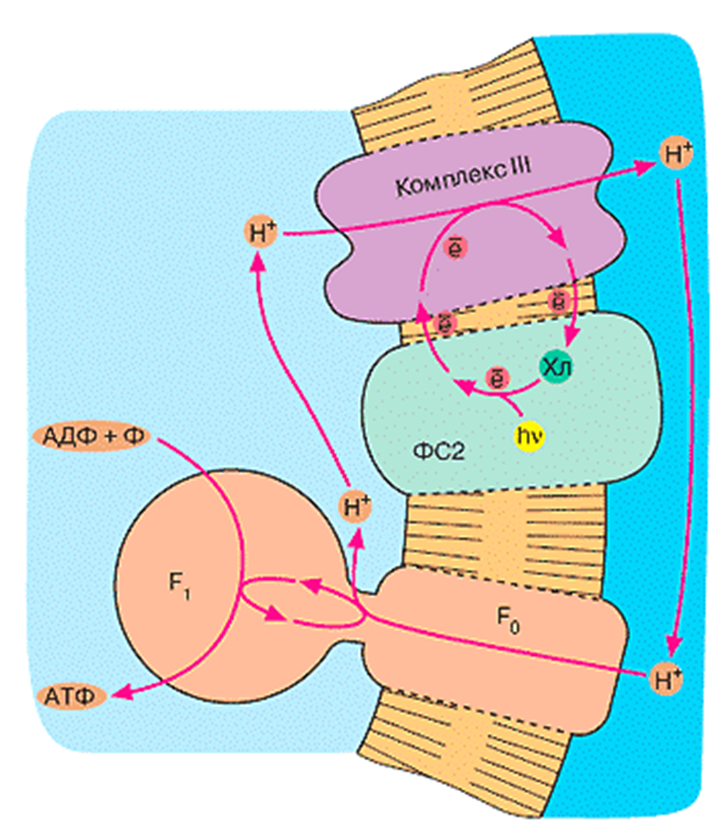 Комплекс III
H⁺
H⁺
ē
ē
ē
ē
Хл
hν
ФС2
АДФ + Ф
H⁺
F₁
F₀
H⁺
АТФ